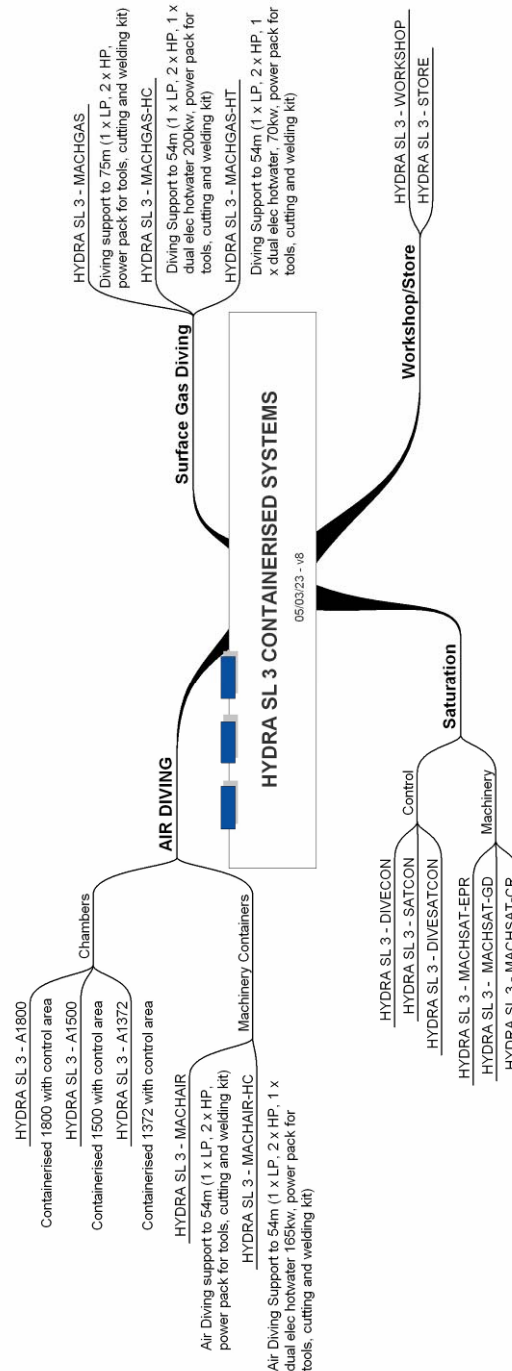 HYDRA SL 3 CONTAINERISED SYSTEMS
05/03/23 - v8
AIR DIVING
Chambers
HYDRA SL 3 - A1800
Containerised 1800 with control area
HYDRA SL 3 - A1500
Containerised 1500 with control area
HYDRA SL 3 - A1372
Containerised 1372 with control area
Machinery Containers
HYDRA SL 3 - MACHAIR
Air Diving support to 54m (1 x LP, 2 x HP,
power pack for tools, cutting and welding kit)
HYDRA SL 3 - MACHAIR-HC
Air Diving Support to 54m (1 x LP, 2 x HP, 1 x
dual elec hotwater 165kw, power pack for
tools, cutting and welding kit)
Surface Gas Diving
HYDRA SL 3 - MACHGAS
Diving support to 75m (1 x LP, 2 x HP,
power pack for tools, cutting and welding kit)
HYDRA SL 3 - MACHGAS-HC
Diving Support to 54m (1 x LP, 2 x HP, 1 x
dual elec hotwater 200kw, power pack for
tools, cutting and welding kit)
HYDRA SL 3 - MACHGAS-HT
Diving Support to 54m (1 x LP, 2 x HP, 1
x dual elec hotwater, 70kw, power pack for
tools, cutting and welding kit)
Saturation
Control
HYDRA SL 3 - DIVECON
HYDRA SL 3 - SATCON
HYDRA SL 3 - DIVESATCON
Machinery
HYDRA SL 3 - MACHSAT-EPR
HYDRA SL 3 - MACHSAT-GD
Workshop/Store
HYDRA SL 3 - WORKSHOP
HYDRA SL 3 - STORE